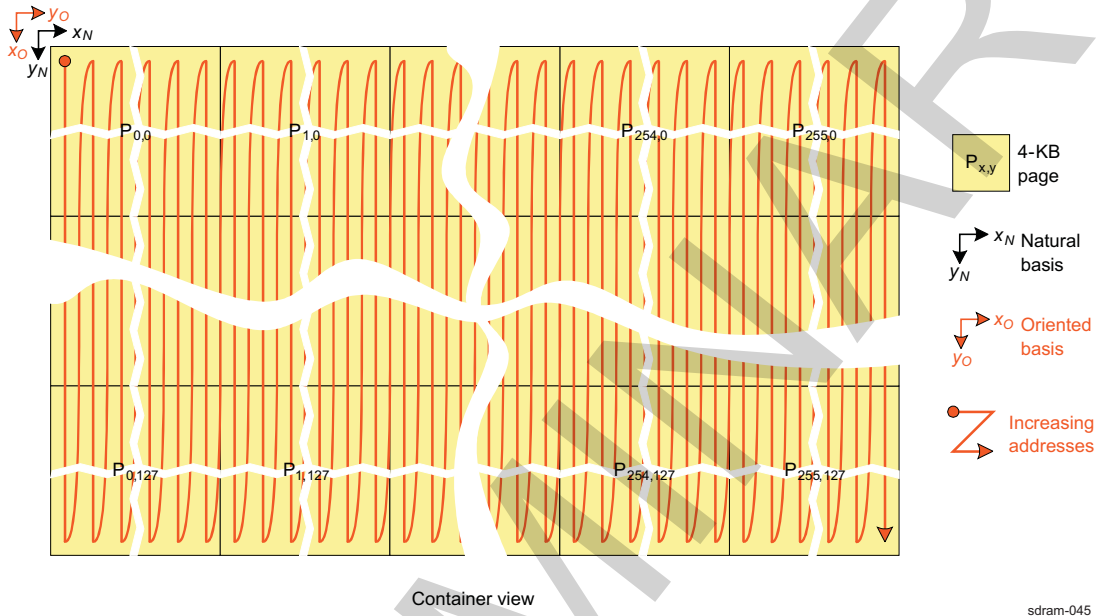 yO
xN
xO
yN
P0,0
P1,0
P254,0
P255,0
Px,y
4-KB
page
xN Natural
yN basis
xO Oriented
yO basis
Increasing
addresses
P0,127
P1,127
P254,127
P255,127
Container view
sdram-045